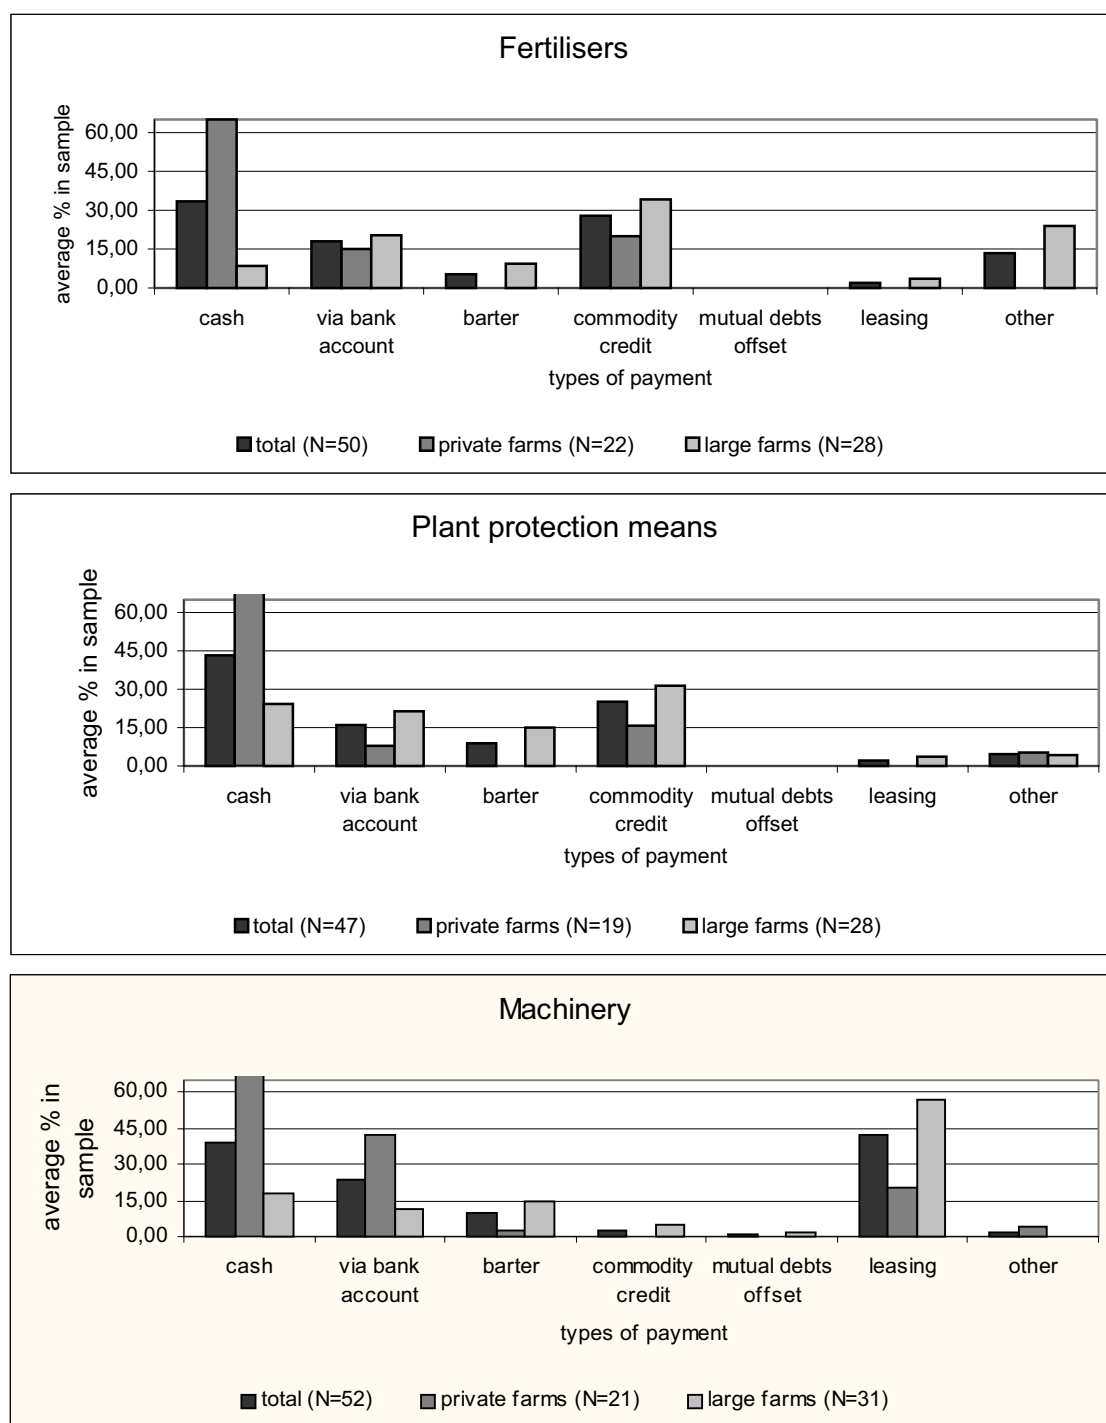 Fertilisers
average % in sample
60,00
45,00
30,00
15,00
0,00
cash via bank barter commodity mutual debts leasing other
account credit offset
types of payment
total (N=50) private farms (N=22) large farms (N=28)
Plant protection means
average % in sample
60,00
45,00
30,00
15,00
0,00
cash via bank barter commodity mutual debts leasing other
account credit offset
types of payment
total (N=47) private farms (N=19) large farms (N=28)
Machinery
average % in
sample
60,00
45,00
30,00
15,00
0,00
cash via bank barter commodity mutual debts leasing other
account credit offset
types of payment
total (N=52) private farms (N=21) large farms (N=31)